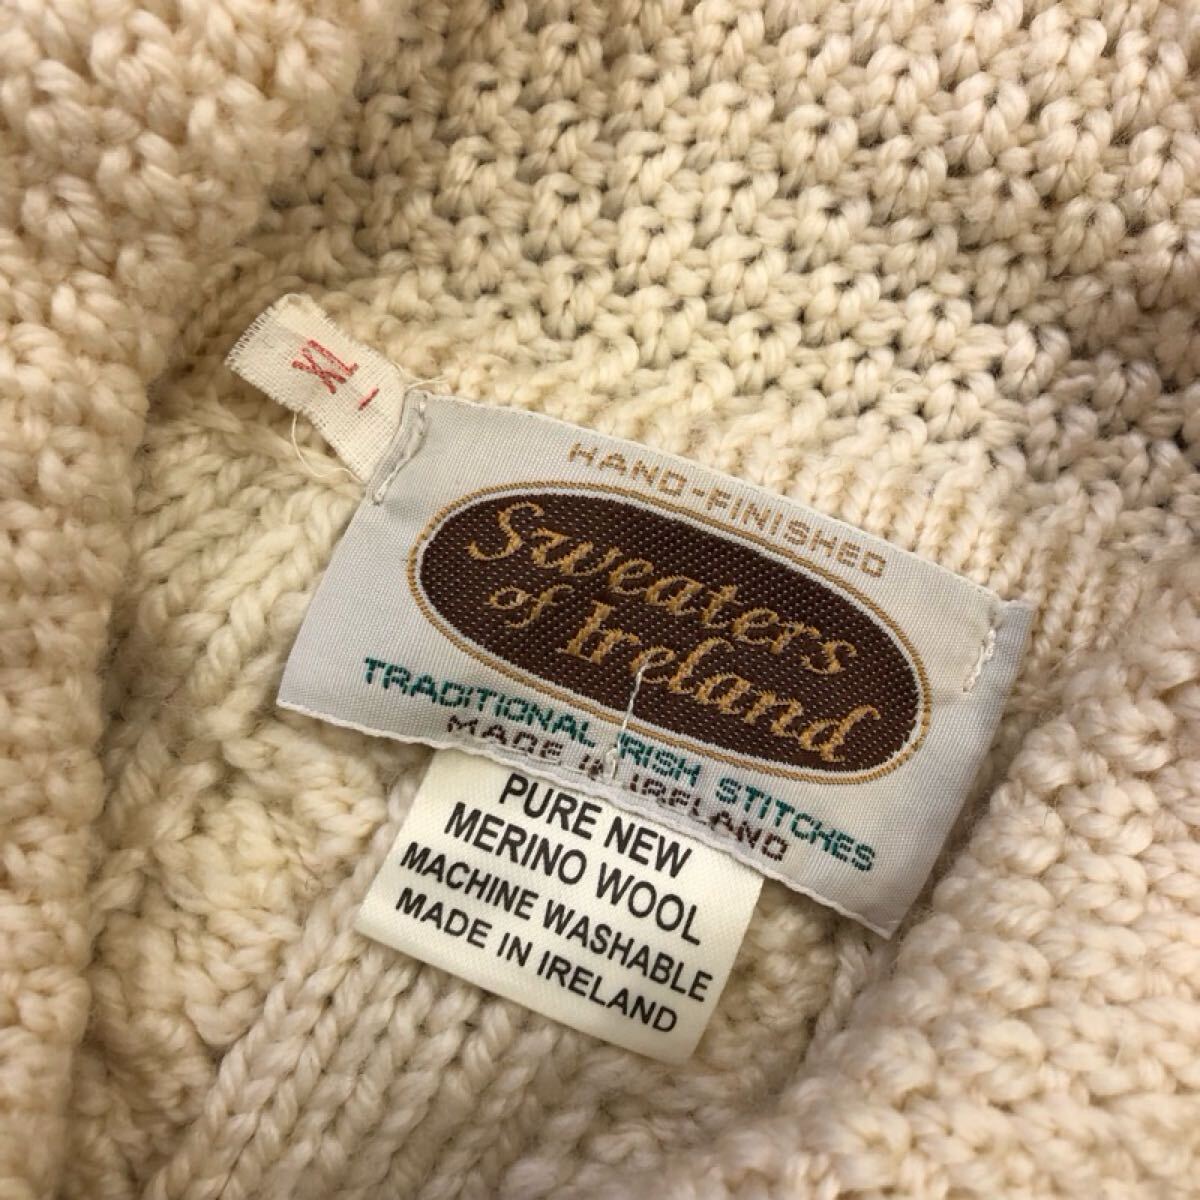 XL
HAND-FINISHED
Sweaters
of Ireland
TRADITIONAL IRISH STITCHES
MADE IN IRELAND
PURE NEW
MERINO WOOL
MACHINE WASHABLE
MADE IN IRELAND